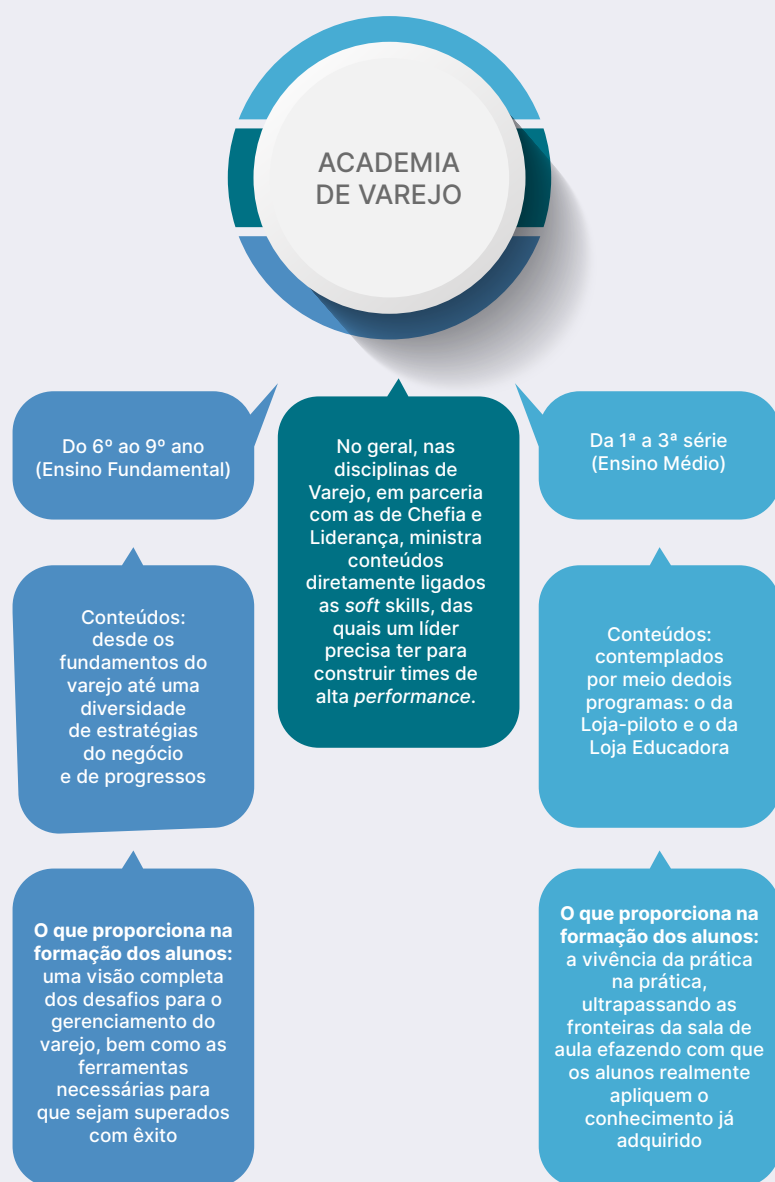 ACADEMIA
DE VAREJO
Do 6º ao 9º ano
(Ensino Fundamental)
Conteúdos:
desde os
fundamentos do
varejo até uma
diversidade
de estratégias
do negócio
e de progressos
O que proporciona na
formação dos alunos:
uma visão completa
dos desafios para o
gerenciamento do
varejo, bem como as
ferramentas
necessárias para
que sejam superados
com êxito
No geral, nas
disciplinas de
Varejo, em parceria
com as de Chefia e
Liderança, ministra
conteúdos
diretamente ligados
as soft skills, das
quais um líder
precisa ter para
construir times de
alta performance.
Da 1ª a 3ª série
(Ensino Médio)
Conteúdos:
contemplados
por meio dedois
programas: o da
Loja-piloto e o da
Loja Educadora
O que proporciona na
formação dos alunos:
a vivência da prática
na prática,
ultrapassando as
fronteiras da sala de
aula efazendo com que
os alunos realmente
apliquem o
conhecimento já
adquirido